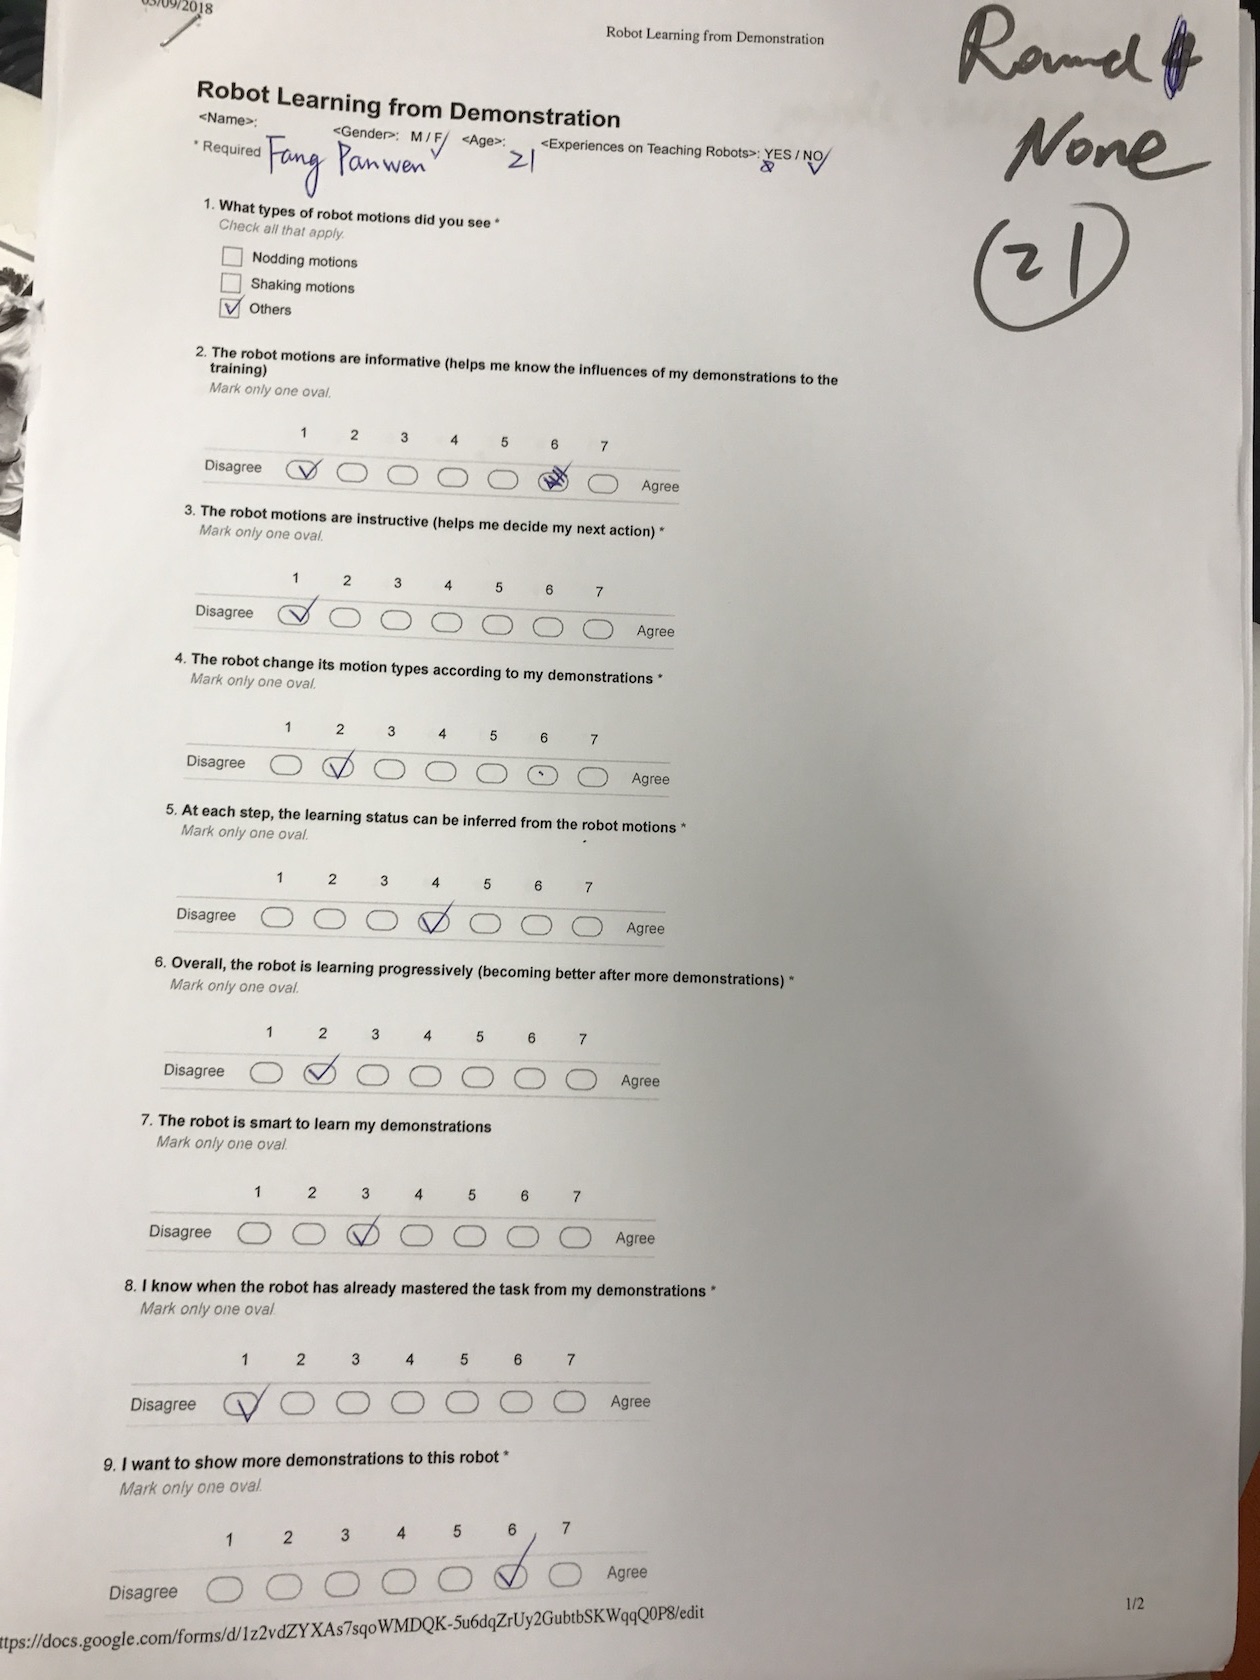 03/09/2018
Robot Learning from Demonstration
Round
None
21
Robot Learning from Demonstration
<Name>: <Gender>: M / F <Age>: <Experiences on Teaching Robots>: YES / NO
* Required Fang Panwen 21
1. What types of robot motions did you see *
Check all that apply.
Nodding motions
Shaking motions
Others
2. The robot motions are informative (helps me know the influences of my demonstrations to the
training)
Mark only one oval.
1 2 3 4 5 6 7
Disagree Agree
3. The robot motions are instructive (helps me decide my next action) *
Mark only one oval.
1 2 3 4 5 6 7
Disagree Agree
4. The robot change its motion types according to my demonstrations *
Mark only one oval.
1 2 3 4 5 6 7
Disagree Agree
5. At each step, the learning status can be inferred from the robot motions *
Mark only one oval.
1 2 3 4 5 6 7
Disagree Agree
6. Overall, the robot is learning progressively (becoming better after more demonstrations) *
Mark only one oval.
1 2 3 4 5 6 7
Disagree Agree
7. The robot is smart to learn my demonstrations
Mark only one oval.
1 2 3 4 5 6 7
Disagree Agree
8. I know when the robot has already mastered the task from my demonstrations *
Mark only one oval.
1 2 3 4 5 6 7
Disagree Agree
9. I want to show more demonstrations to this robot *
Mark only one oval.
1 2 3 4 5 6 7
Disagree Agree
ttps://docs.google.com/forms/d/1z2vdZYXAs7sqoWMDQK-5u6dqZrUy2GubtbSKWqqQ0P8/edit
1/2